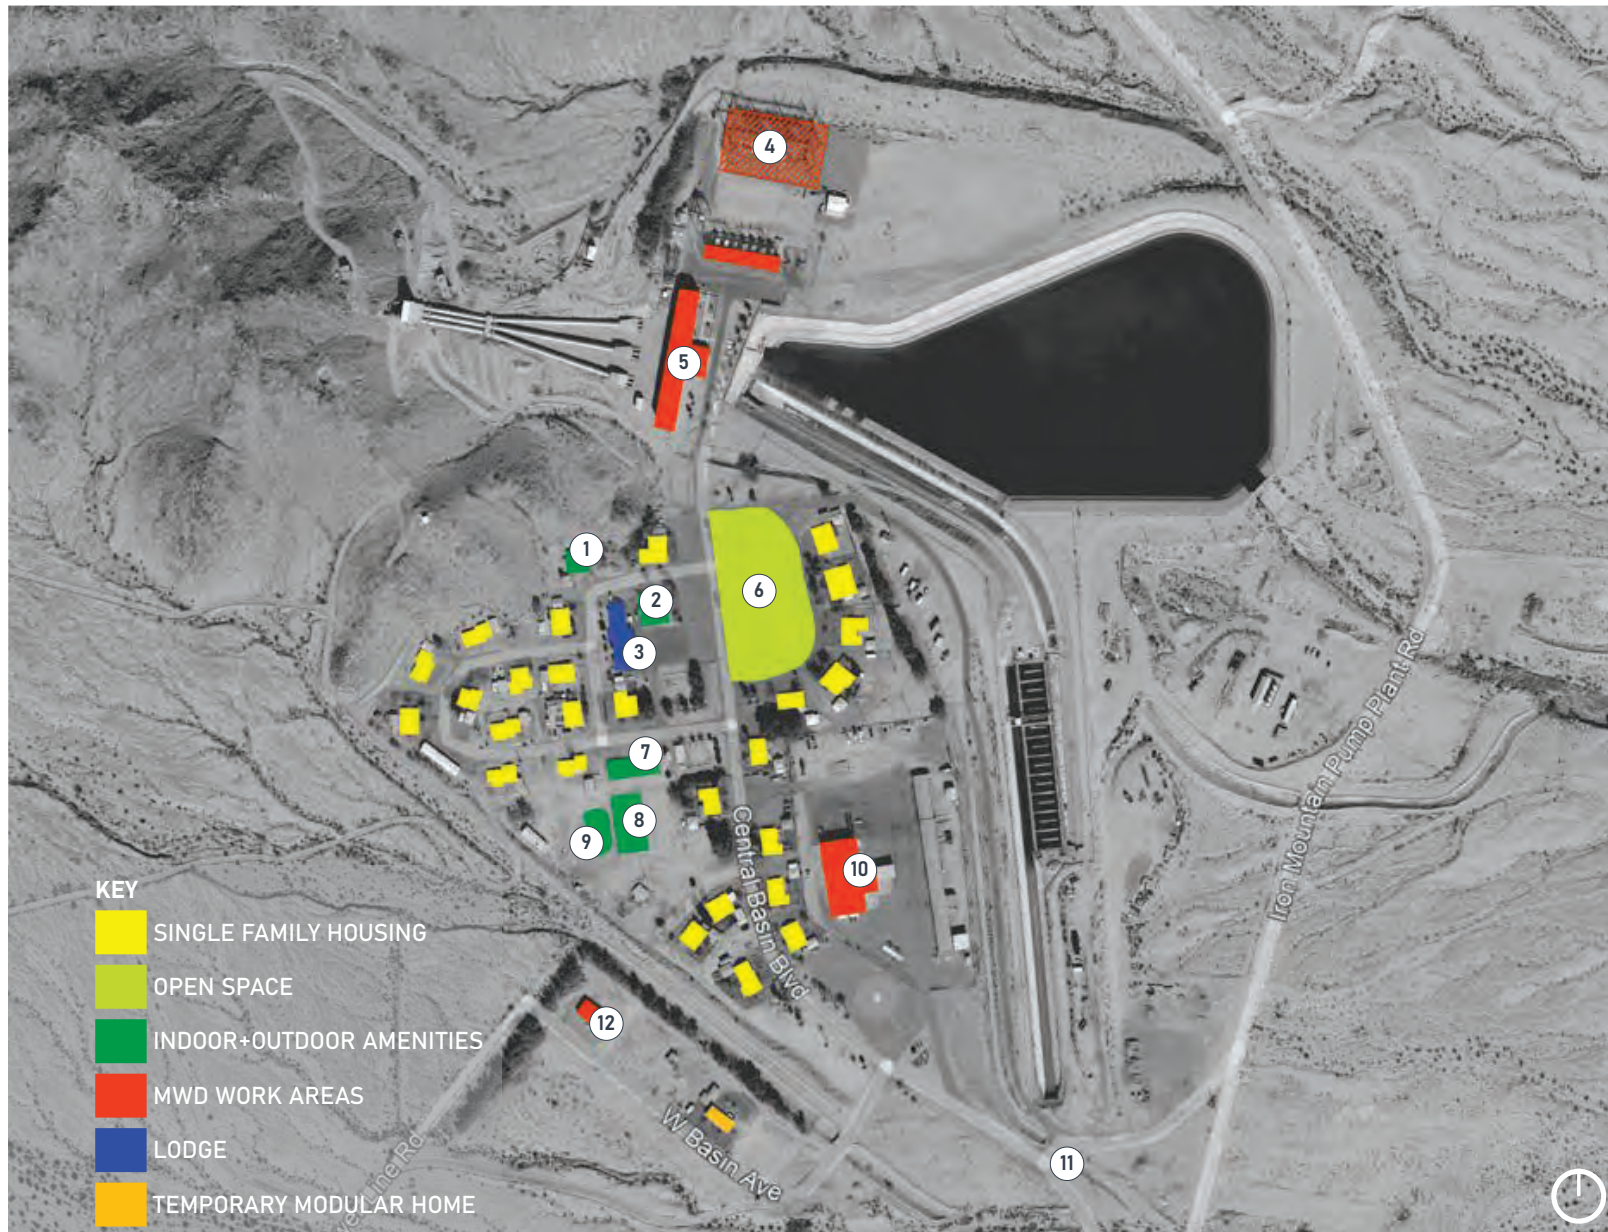 4
5
1
2
6
3
7
8
9
10
Central Basin Blvd
Iron Mountain Pump Plant Rd
KEY
SINGLE FAMILY HOUSING
OPEN SPACE
INDOOR+OUTDOOR AMENITIES
MWD WORK AREAS
LODGE
TEMPORARY MODULAR HOME
12
W Basin Ave
Line Rd
11